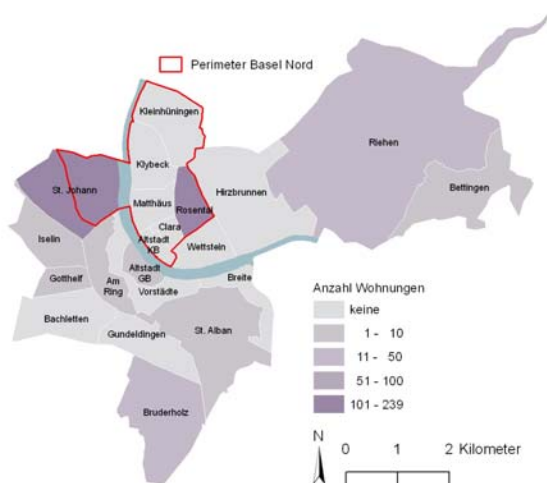 Perimeter Basel Nord
Kleinhüningen
Klybeck
Riehen
St. Johann
Bettingen
Hirzbrunnen
Matthäus
Rosental
Clara
Iselin
Altstadt
KB
Wettstein
Gotthelf
Altstadt
GB
Am
Ring
Vorstädte
Breite
Bachletten
Gundeldingen
St. Alban
Bruderholz
Anzahl Wohnungen
keine
1 - 10
11 - 50
51 - 100
101 - 239
N
0 1 2 Kilometer